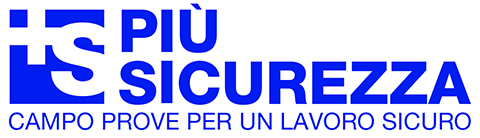 +S
PIÙ
SICUREZZA
CAMPO PROVE PER UN LAVORO SICURO